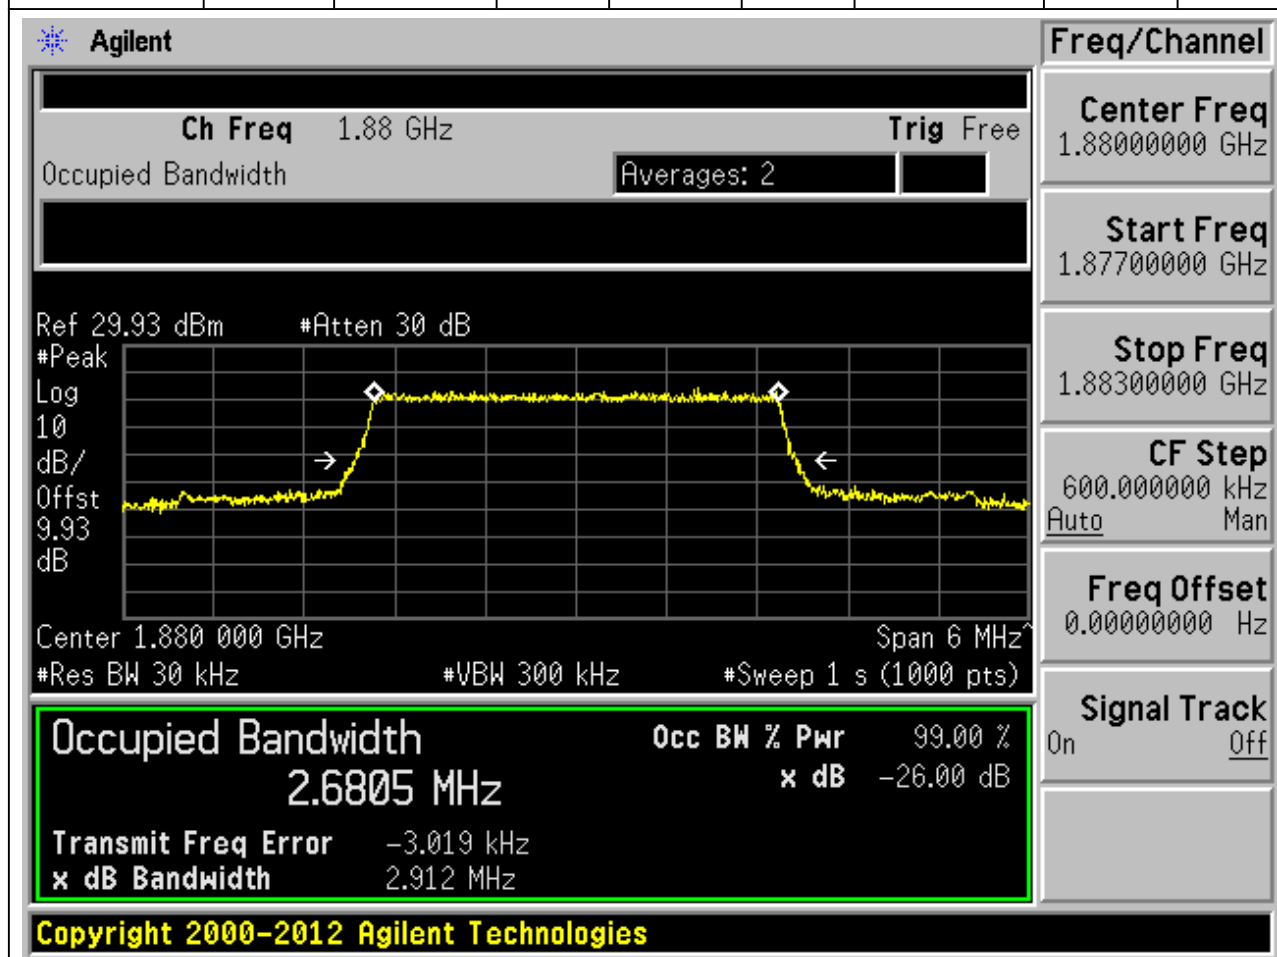 Agilent
Ch Freq 1.88 GHz Trig Free
Occupied Bandwidth Averages: 2
Ref 29.93 dBm #Atten 30 dB
#Peak
Log
10
dB/
Offst
9.93
dB
Center 1.880 000 GHz Span 6 MHz^
#Res BW 30 kHz #VBW 300 kHz #Sweep 1 s (1000 pts)
Occupied Bandwidth Occ BW % Pwr 99.00 %
2.6805 MHz x dB -26.00 dB
Transmit Freq Error -3.019 kHz
x dB Bandwidth 2.912 MHz
Copyright 2000-2012 Agilent Technologies
Freq/Channel
Center Freq
1.88000000 GHz
Start Freq
1.87700000 GHz
Stop Freq
1.88300000 GHz
CF Step
600.000000 kHz
Auto Man
Freq Offset
0.00000000 Hz
Signal Track
On Off